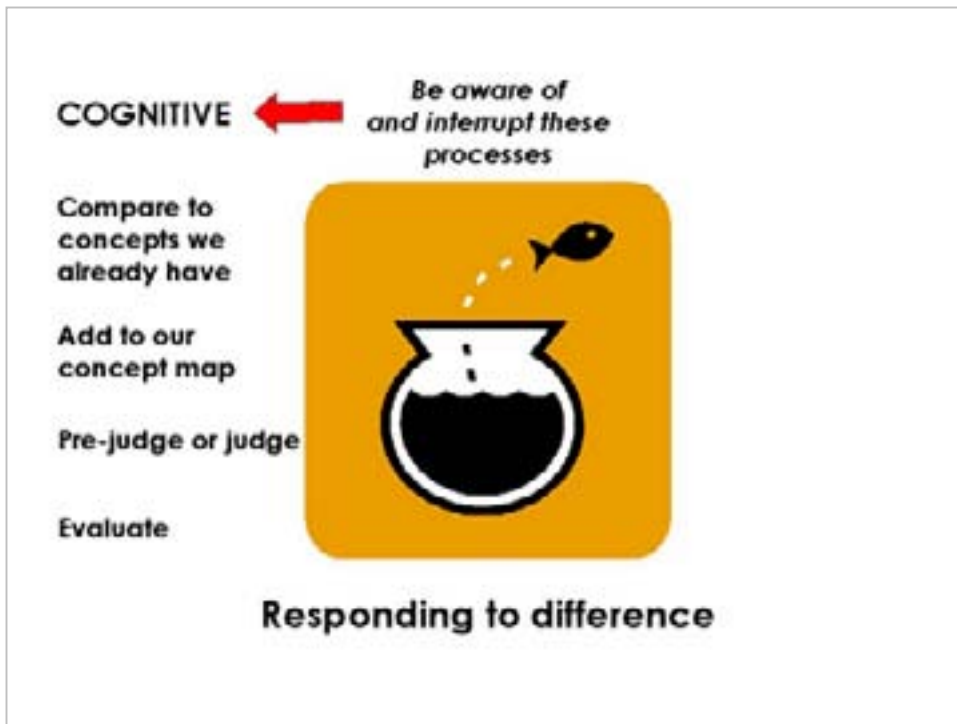 COGNITIVE
Be aware of
and interrupt these
processes
Compare to
concepts we
already have
Add to our
concept map
Pre-judge or judge
Evaluate
Responding to difference